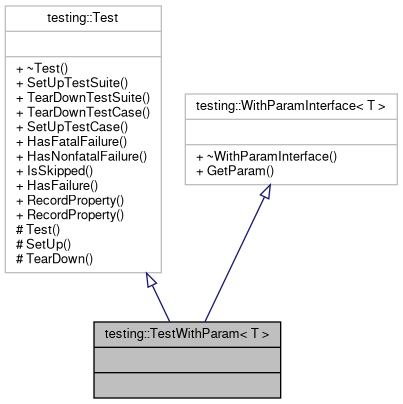 testing::Test
+ ~Test()
+ SetUpTestSuite()
+ TearDownTestSuite()
+ TearDownTestCase()
+ SetUpTestCase()
+ HasFatalFailure()
+ HasNonfatalFailure()
+ IsSkipped()
+ HasFailure()
+ RecordProperty()
+ RecordProperty()
# Test()
# SetUp()
# TearDown()
testing::WithParamInterface< T >
+ ~WithParamInterface()
+ GetParam()
testing::TestWithParam< T >